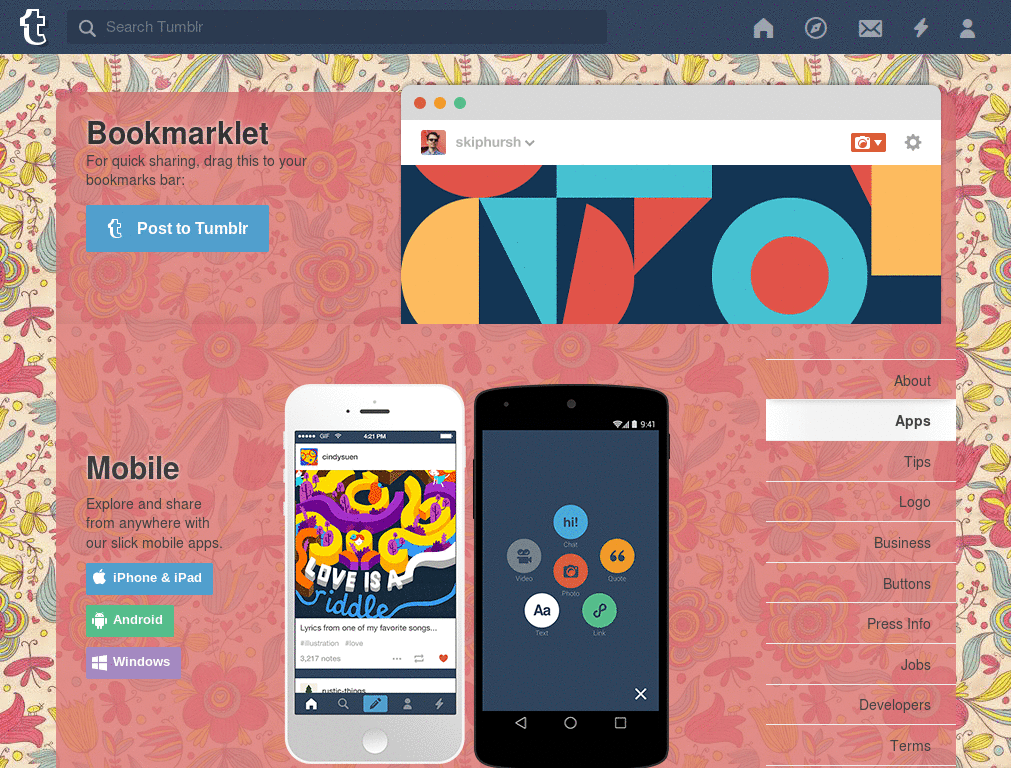 Search Tumblr
Bookmarklet
For quick sharing, drag this to your
bookmarks bar:
t Post to Tumblr
skiphursh
Mobile
Explore and share
from anywhere with
our slick mobile apps.
iPhone & iPad
Android
Windows
GIF 4:21 PM
cindysuen
LOVE IS A
riddle
Lyrics from one of my favorite songs...
#illustration #love
3,217 notes
rustic-things
9:41
hi!
Chat
Video
Quote
Photo
Aa
Text
Link
About
Apps
Tips
Logo
Business
Buttons
Press Info
Jobs
Developers
Terms